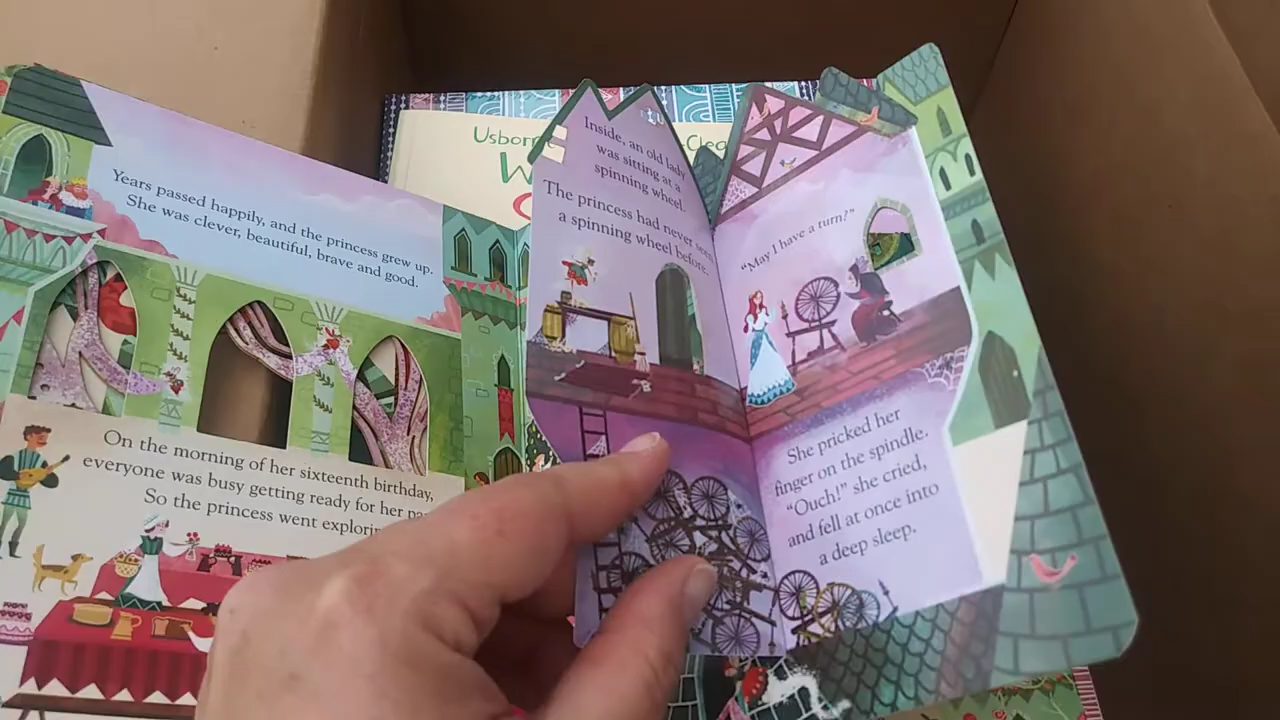 Years passed happily, and the princess grew up.
She was clever, beautiful, brave and good.
On the morning of her sixteenth birthday,
everyone was busy getting ready for her
So the princess went
Usborne
Inside, an old lady
was sitting at a
spinning wheel.
The princess had never seen
a spinning wheel before.
"May I have a turn?"
She pricked her
finger on the spindle.
"Ouch!" she cried,
and fell at once into
a deep sleep.